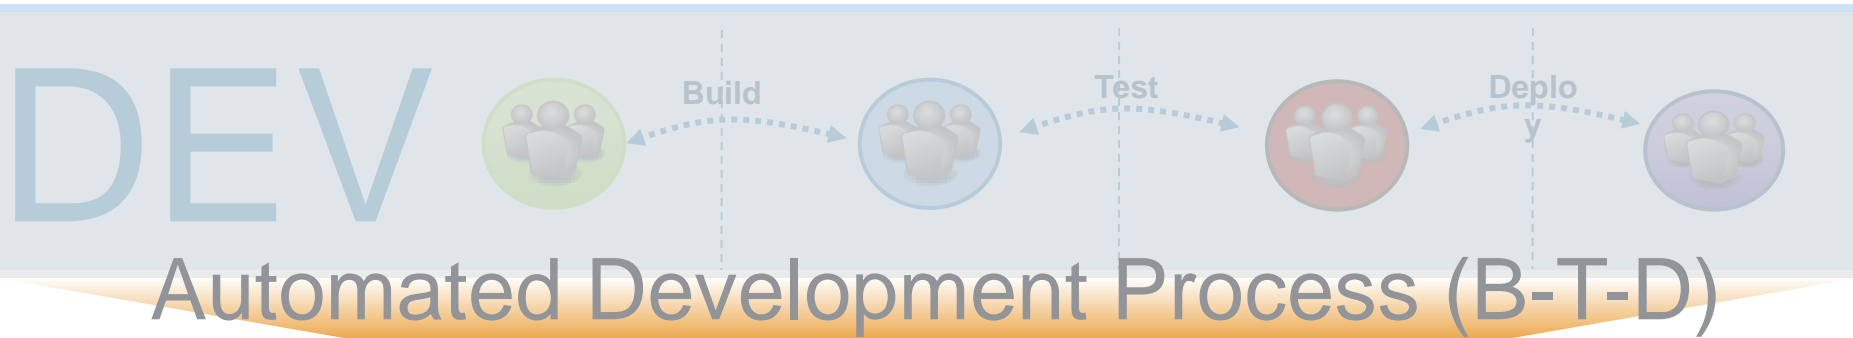 DEV
Build
Test
Deplo
y
Automated Development Process (B-T-D)